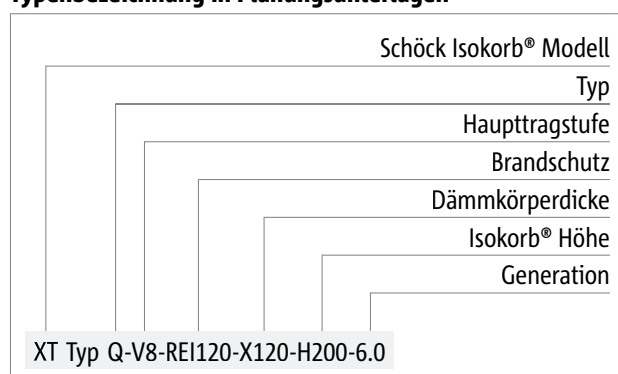 Schöck Isokorb® Modell
Typ
Haupttragstufe
Brandschutz
Dämmkörperdicke
Isokorb® Höhe
Generation
XT Typ Q-V8-REI120-X120-H200-6.0